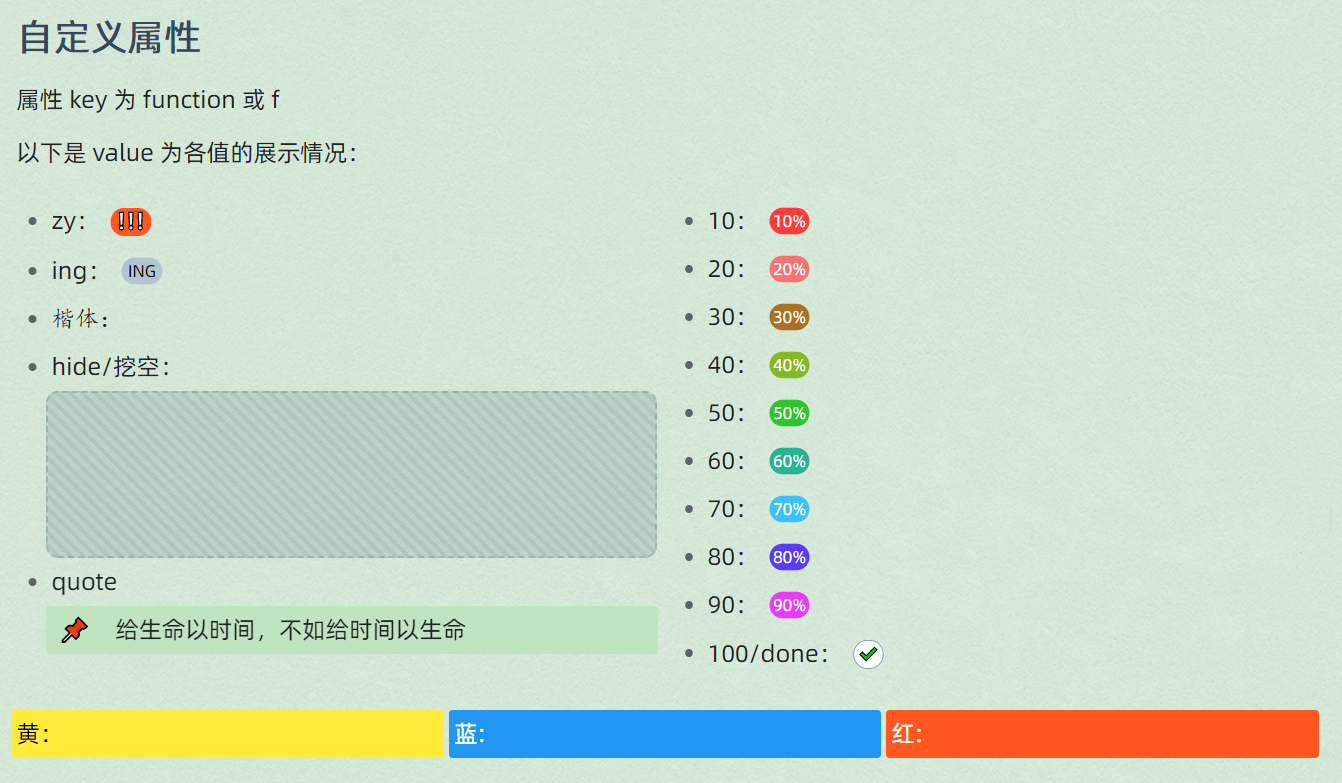 自定义属性
属性 key 为 function 或 f
以下是 value 为各值的展示情况：
zy： !!!
ing： ING
楷体：
hide/挖空：
quote
给生命以时间，不如给时间以生命
10： 10%
20： 20%
30： 30%
40： 40%
50： 50%
60： 60%
70： 70%
80： 80%
90： 90%
100/done：
黄：
蓝：
红：